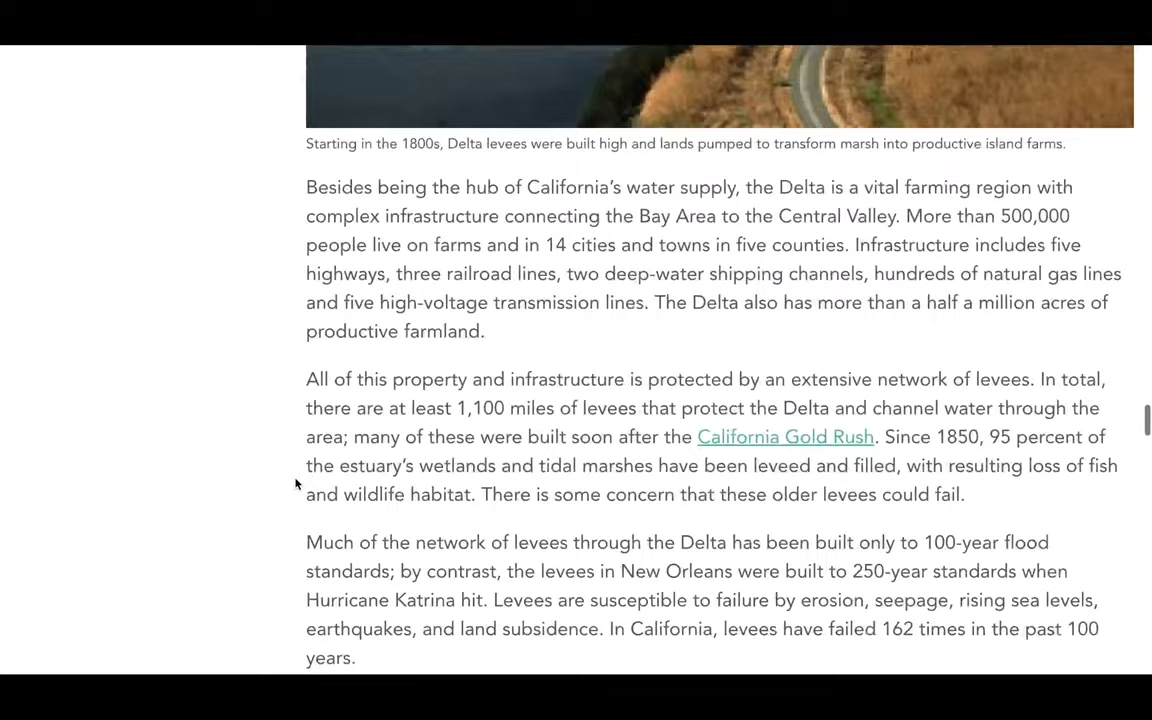 Starting in the 1800s, Delta levees were built high and lands pumped to transform marsh into productive island farms.
Besides being the hub of California’s water supply, the Delta is a vital farming region with
complex infrastructure connecting the Bay Area to the Central Valley. More than 500,000
people live on farms and in 14 cities and towns in five counties. Infrastructure includes five
highways, three railroad lines, two deep-water shipping channels, hundreds of natural gas lines
and five high-voltage transmission lines. The Delta also has more than a half a million acres of
productive farmland.
All of this property and infrastructure is protected by an extensive network of levees. In total,
there are at least 1,100 miles of levees that protect the Delta and channel water through the
area; many of these were built soon after the California Gold Rush. Since 1850, 95 percent of
the estuary’s wetlands and tidal marshes have been leveed and filled, with resulting loss of fish
and wildlife habitat. There is some concern that these older levees could fail.
Much of the network of levees through the Delta has been built only to 100-year flood
standards; by contrast, the levees in New Orleans were built to 250-year standards when
Hurricane Katrina hit. Levees are susceptible to failure by erosion, seepage, rising sea levels,
earthquakes, and land subsidence. In California, levees have failed 162 times in the past 100
years.